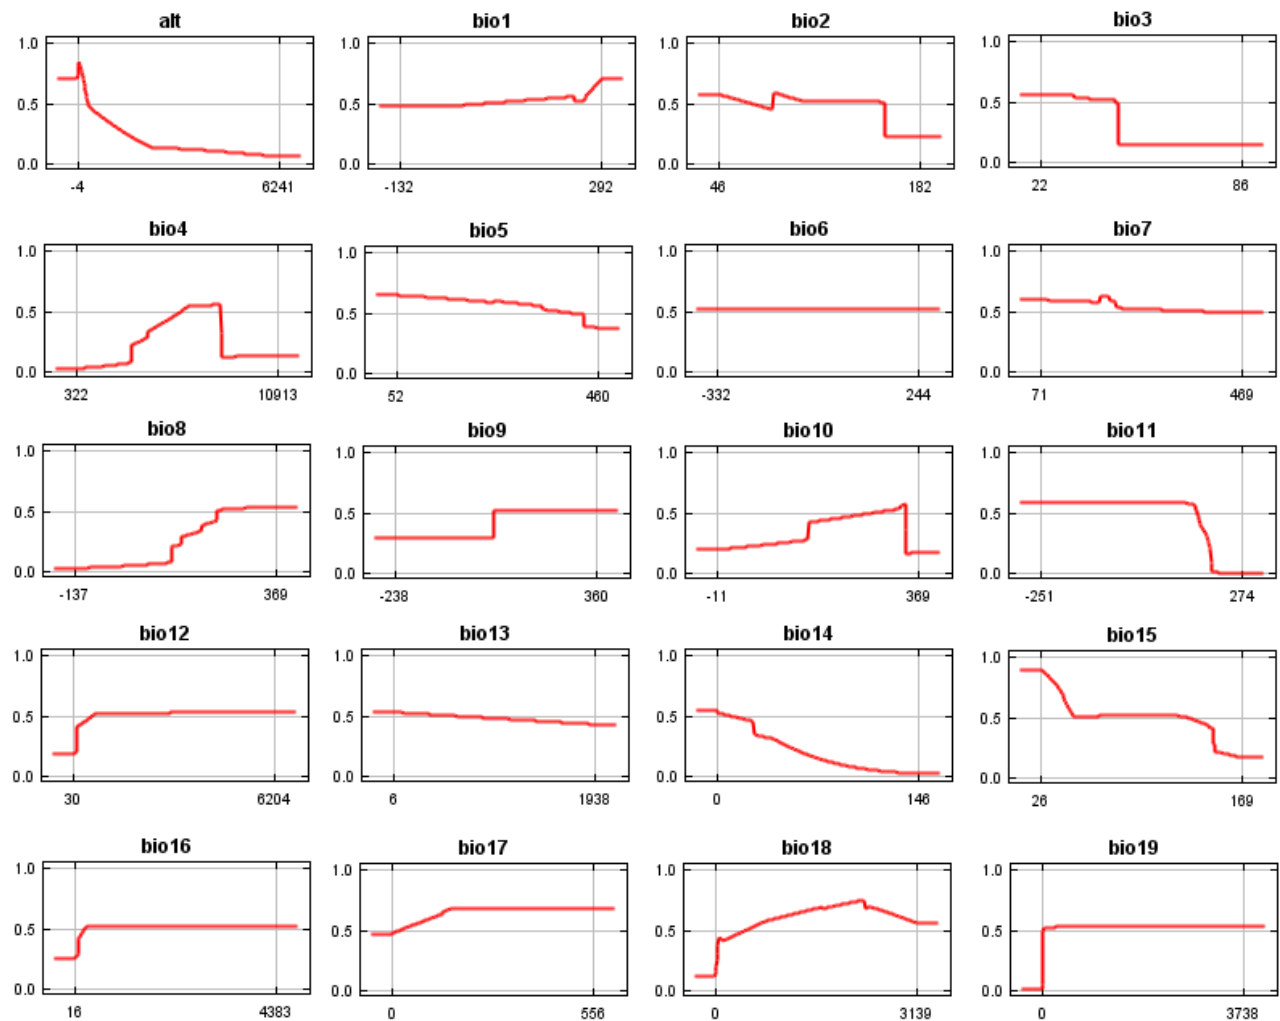 alt bio1 bio2 bio3
1.0 1.0 1.0 1.0
0.5 0.5 0.5 0.5
0.0 0.0 0.0 0.0
-4 6241 -132 292 46 182 22 86
bio4 bio5 bio6 bio7
1.0 1.0 1.0 1.0
0.5 0.5 0.5 0.5
0.0 0.0 0.0 0.0
322 10913 52 460 -332 244 71 469
bio8 bio9 bio10 bio11
1.0 1.0 1.0 1.0
0.5 0.5 0.5 0.5
0.0 0.0 0.0 0.0
-137 369 -238 360 -11 369 -251 274
bio12 bio13 bio14 bio15
1.0 1.0 1.0 1.0
0.5 0.5 0.5 0.5
0.0 0.0 0.0 0.0
30 6204 6 1938 0 146 26 169
bio16 bio17 bio18 bio19
1.0 1.0 1.0 1.0
0.5 0.5 0.5 0.5
0.0 0.0 0.0 0.0
16 4383 0 556 0 3139 0 3738